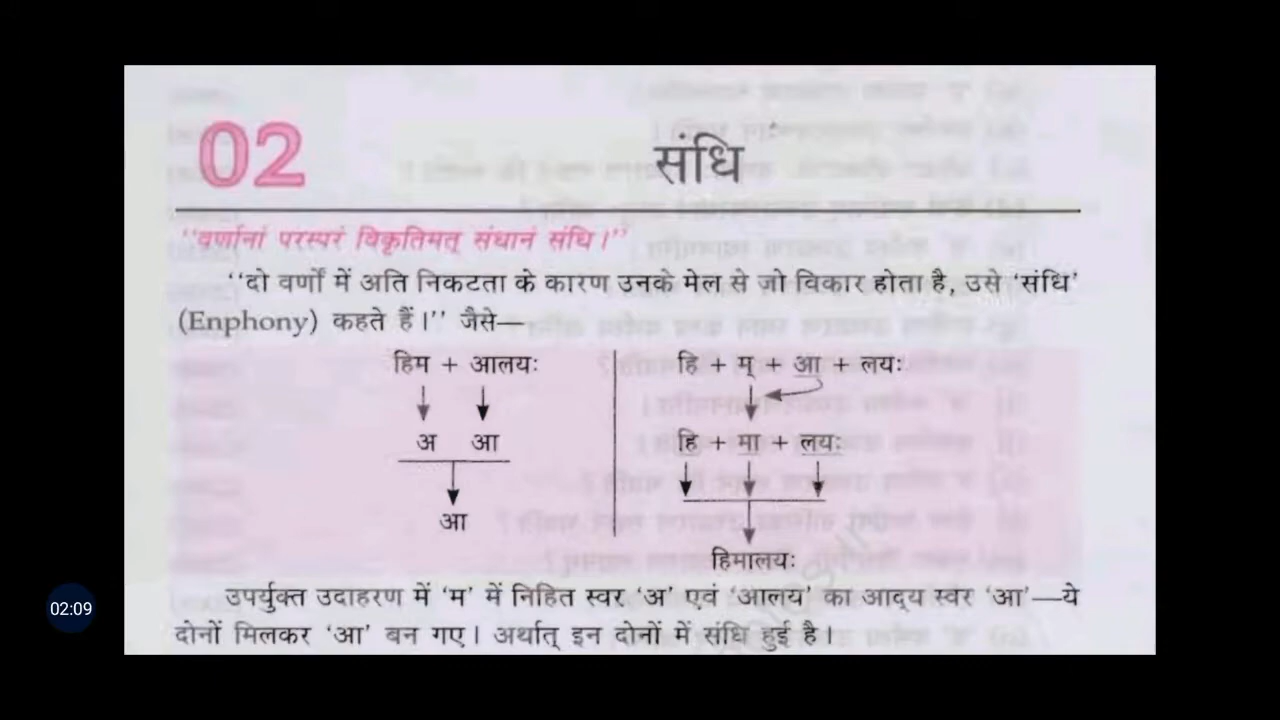 02
संधि
"वर्णानां परस्परं विकृतिमत् संधानं संधि।"
"दो वर्णों में अति निकटता के कारण उनके मेल से जो विकार होता है, उसे 'संधि'
(Enphony) कहते हैं।" जैसे—
हिम + आलयः
हि + म् + आ + लयः
अ आ
हि + मा + लयः
आ
हिमालयः
उपर्युक्त उदाहरण में 'म' में निहित स्वर 'अ' एवं 'आलय' का आद्य स्वर 'आ'—ये
दोनों मिलकर 'आ' बन गए। अर्थात् इन दोनों में संधि हुई है।
02:09